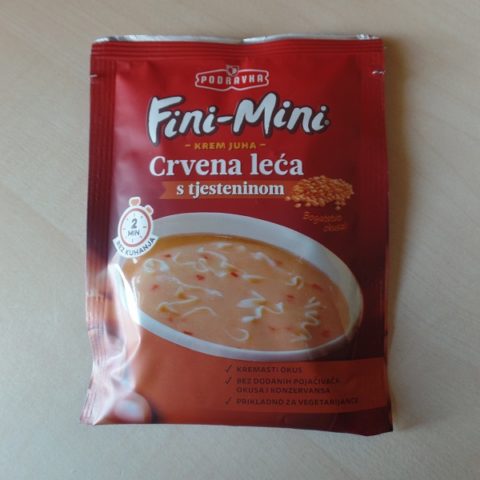 PODRAVKA
Fini-Mini
- KREM JUHA -
Crvena leća
s tjesteninom
Bogatstvo
okusa!
2
MIN.
BEZ KUHANJA
✓ KREMASTI OKUS
✓ BEZ DODANIH POJAČIVAČA
OKUSA I KONZERVANSA
✓ PRIKLADNO ZA VEGETARIJANCE